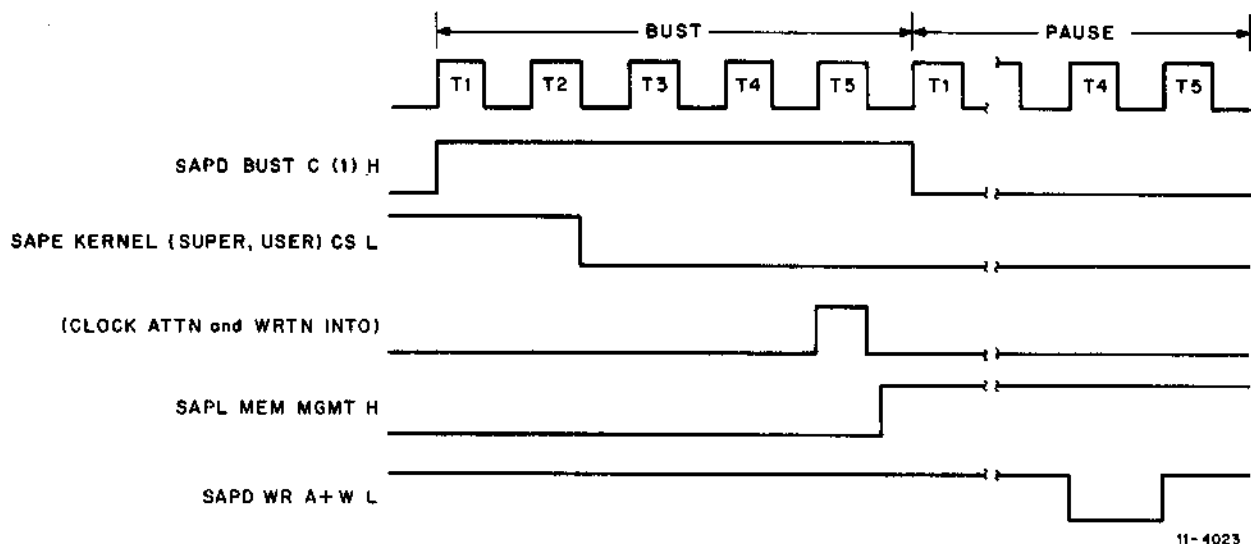 BUST PAUSE
T1 T2 T3 T4 T5 T1 T4 T5
SAPD BUST C (1) H
SAPE KERNEL (SUPER, USER) CS L
(CLOCK ATTN and WRTN INTO)
SAPL MEM MGMT H
SAPD WR A+W L
11-4023